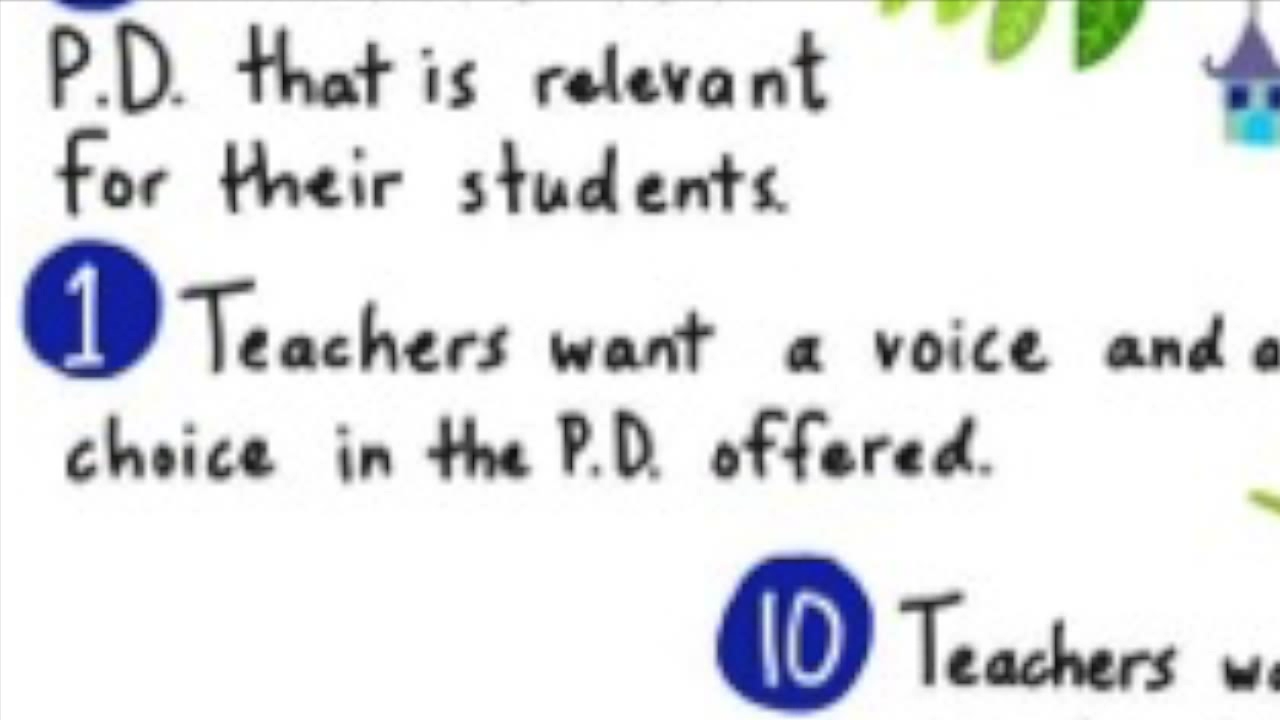 P.D. that is relevant
for their students.
1 Teachers want a voice and a
choice in the P.D. offered.
10 Teachers